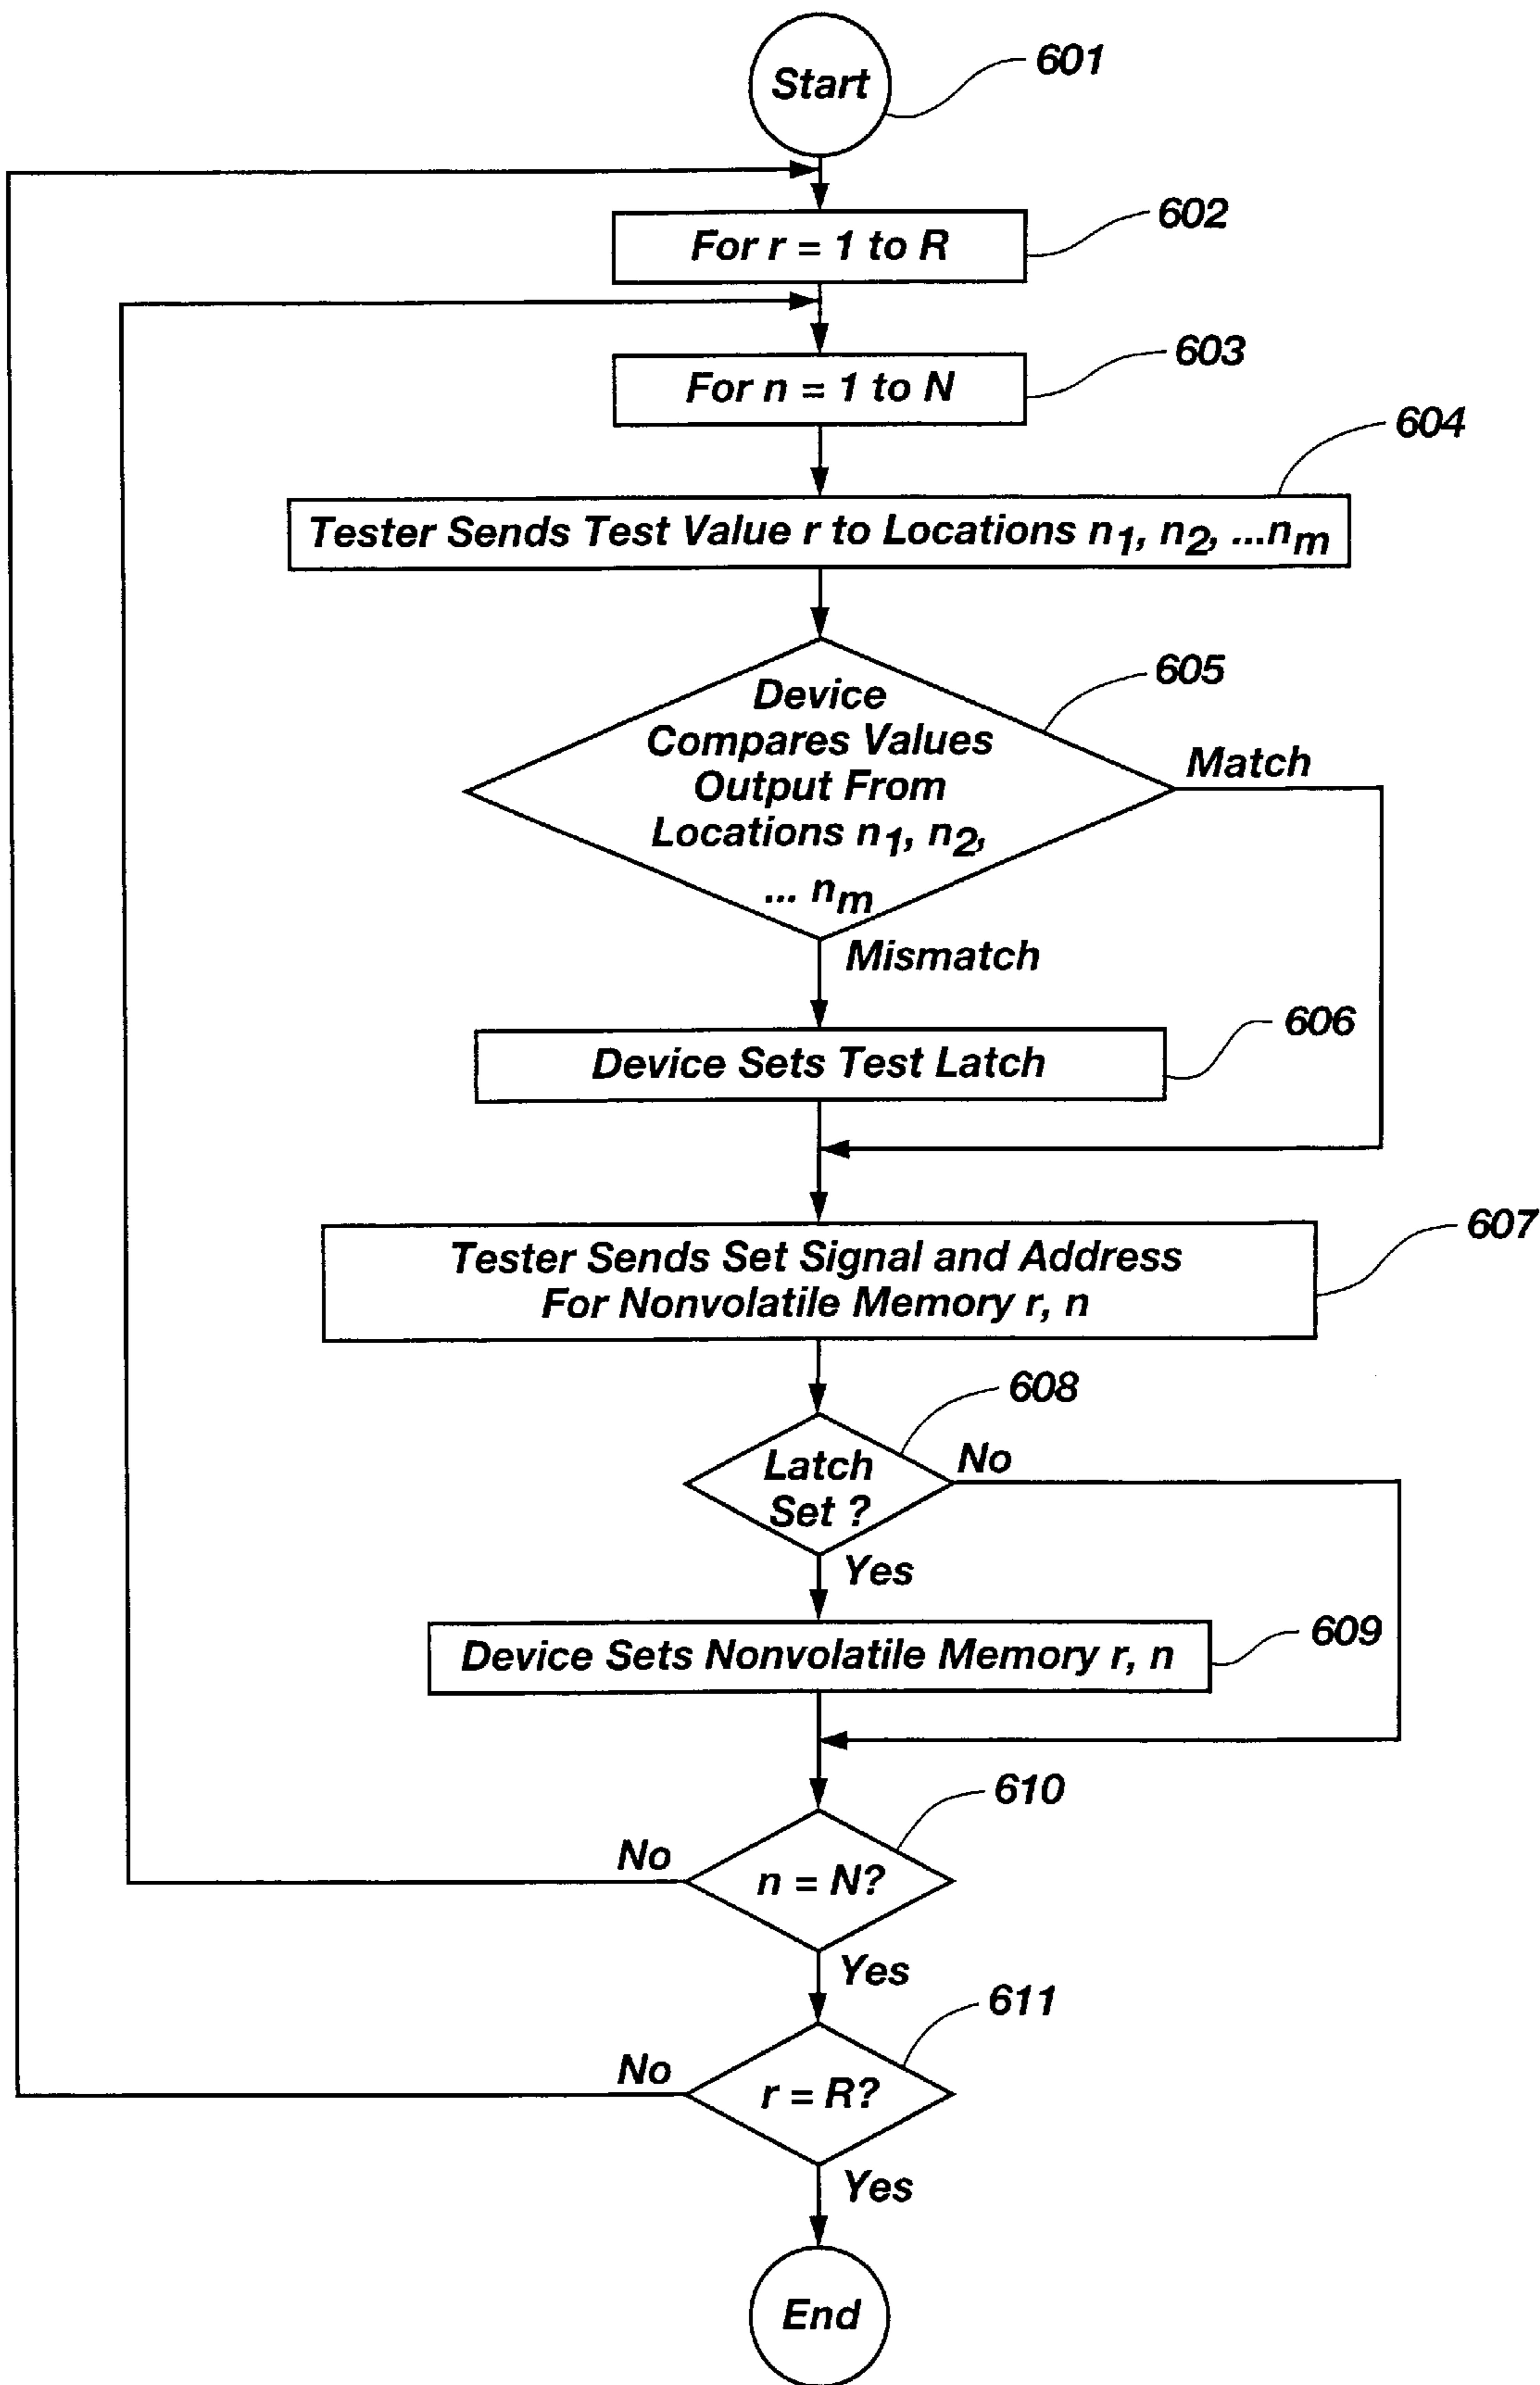 Start
601
For r = 1 to R
602
For n = 1 to N
603
604
Tester Sends Test Value r to Locations n1, n2, ...nm
605
Device
Compares Values
Output From
Locations n1, n2,
... nm
Match
Mismatch
606
Device Sets Test Latch
607
Tester Sends Set Signal and Address
For Nonvolatile Memory r, n
608
Latch
Set ?
No
Yes
609
Device Sets Nonvolatile Memory r, n
610
No
n = N?
Yes
611
No
r = R?
Yes
End